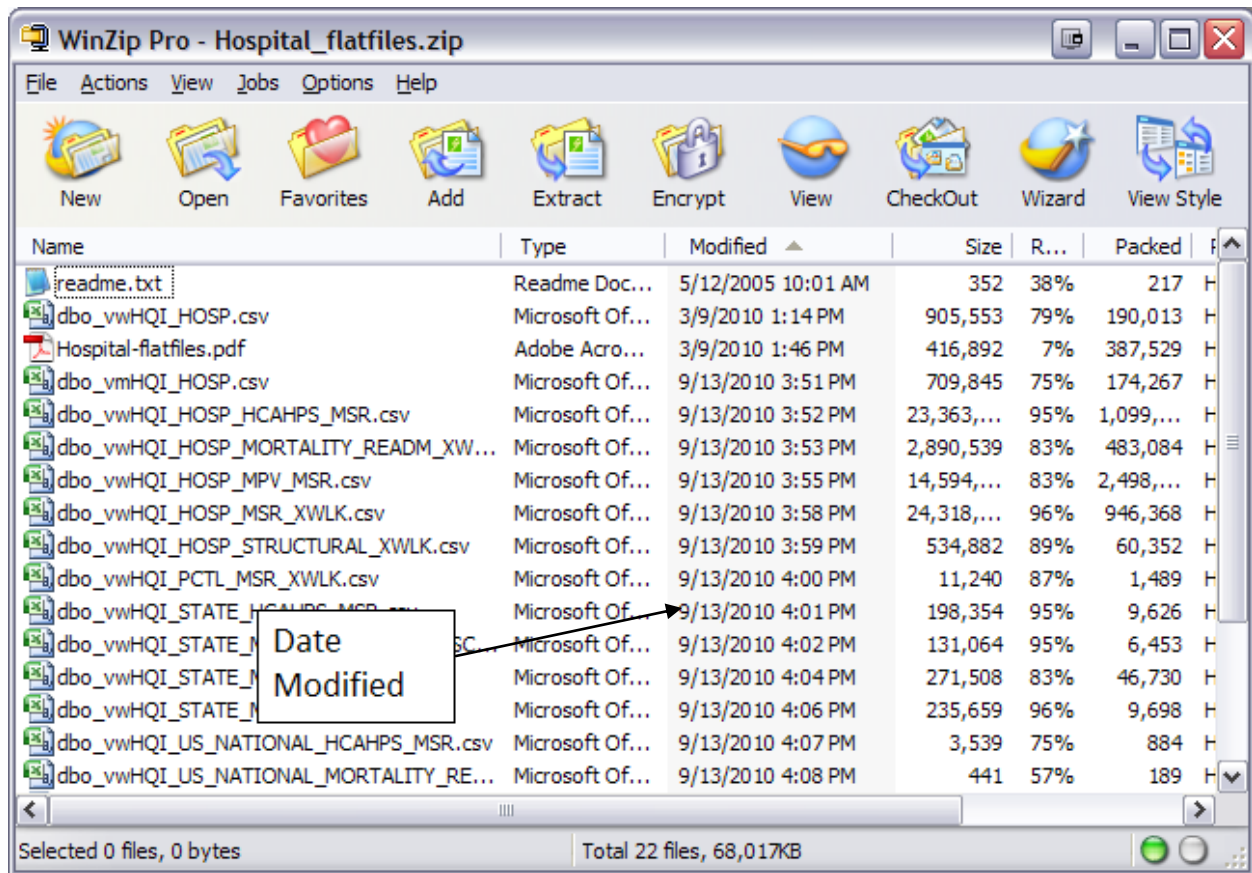 WinZip Pro - Hospital_flatfiles.zip
File Actions View Jobs Options Help
New Open Favorites Add Extract Encrypt View CheckOut Wizard View Style
Name Type Modified Size R... Packed
readme.txt Readme Doc... 5/12/2005 10:01 AM 352 38% 217 H
dbo_vwHQI_HOSP.csv Microsoft Of... 3/9/2010 1:14 PM 905,553 79% 190,013 H
Hospital-flatfiles.pdf Adobe Acro... 3/9/2010 1:46 PM 416,892 7% 387,529 H
dbo_vmHQI_HOSP.csv Microsoft Of... 9/13/2010 3:51 PM 709,845 75% 174,267 H
dbo_vwHQI_HOSP_HCAHPS_MSR.csv Microsoft Of... 9/13/2010 3:52 PM 23,363,... 95% 1,099,... H
dbo_vwHQI_HOSP_MORTALITY_READM_XW... Microsoft Of... 9/13/2010 3:53 PM 2,890,539 83% 483,084 H
dbo_vwHQI_HOSP_MPV_MSR.csv Microsoft Of... 9/13/2010 3:55 PM 14,594,... 83% 2,498,... H
dbo_vwHQI_HOSP_MSR_XWLK.csv Microsoft Of... 9/13/2010 3:58 PM 24,318,... 96% 946,368 H
dbo_vwHQI_HOSP_STRUCTURAL_XWLK.csv Microsoft Of... 9/13/2010 3:59 PM 534,882 89% 60,352 H
dbo_vwHQI_PCTL_MSR_XWLK.csv Microsoft Of... 9/13/2010 4:00 PM 11,240 87% 1,489 H
dbo_vwHQI_STATE_HCAHPS_MSR.csv Microsoft Of... 9/13/2010 4:01 PM 198,354 95% 9,626 H
dbo_vwHQI_STATE_M SC... Microsoft Of... 9/13/2010 4:02 PM 131,064 95% 6,453 H
dbo_vwHQI_STATE_M Microsoft Of... 9/13/2010 4:04 PM 271,508 83% 46,730 H
dbo_vwHQI_STATE_M Microsoft Of... 9/13/2010 4:06 PM 235,659 96% 9,698 H
Date
Modified
dbo_vwHQI_US_NATIONAL_HCAHPS_MSR.csv Microsoft Of... 9/13/2010 4:07 PM 3,539 75% 884 H
dbo_vwHQI_US_NATIONAL_MORTALITY_RE... Microsoft Of... 9/13/2010 4:08 PM 441 57% 189 H
Selected 0 files, 0 bytes Total 22 files, 68,017KB